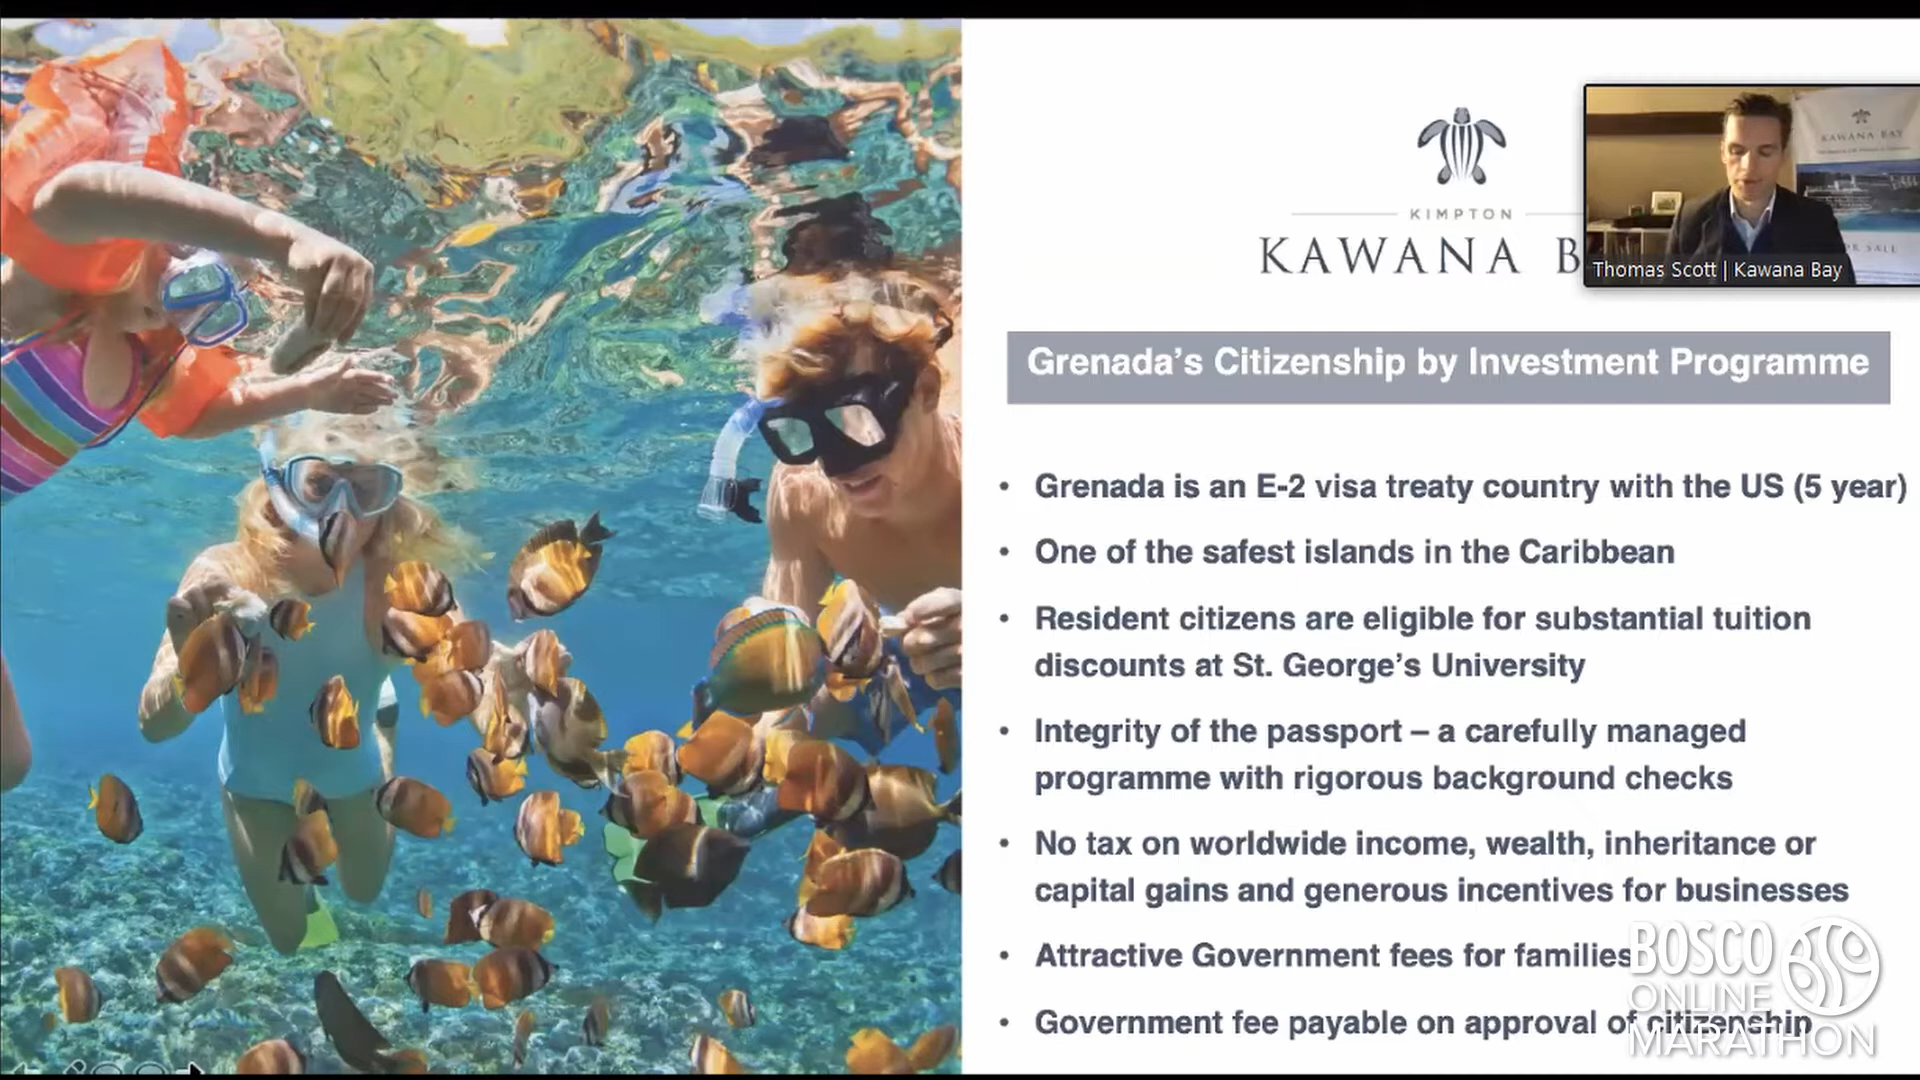 KIMPTON
KAWANA B
KAWANA BAY
Thomas Scott | Kawana Bay
Grenada’s Citizenship by Investment Programme
• Grenada is an E-2 visa treaty country with the US (5 year)
• One of the safest islands in the Caribbean
• Resident citizens are eligible for substantial tuition
discounts at St. George’s University
• Integrity of the passport – a carefully managed
programme with rigorous background checks
• No tax on worldwide income, wealth, inheritance or
capital gains and generous incentives for businesses
• Attractive Government fees for families
• Government fee payable on approval of citizenship
BOSCO
ONLINE
MARATHON